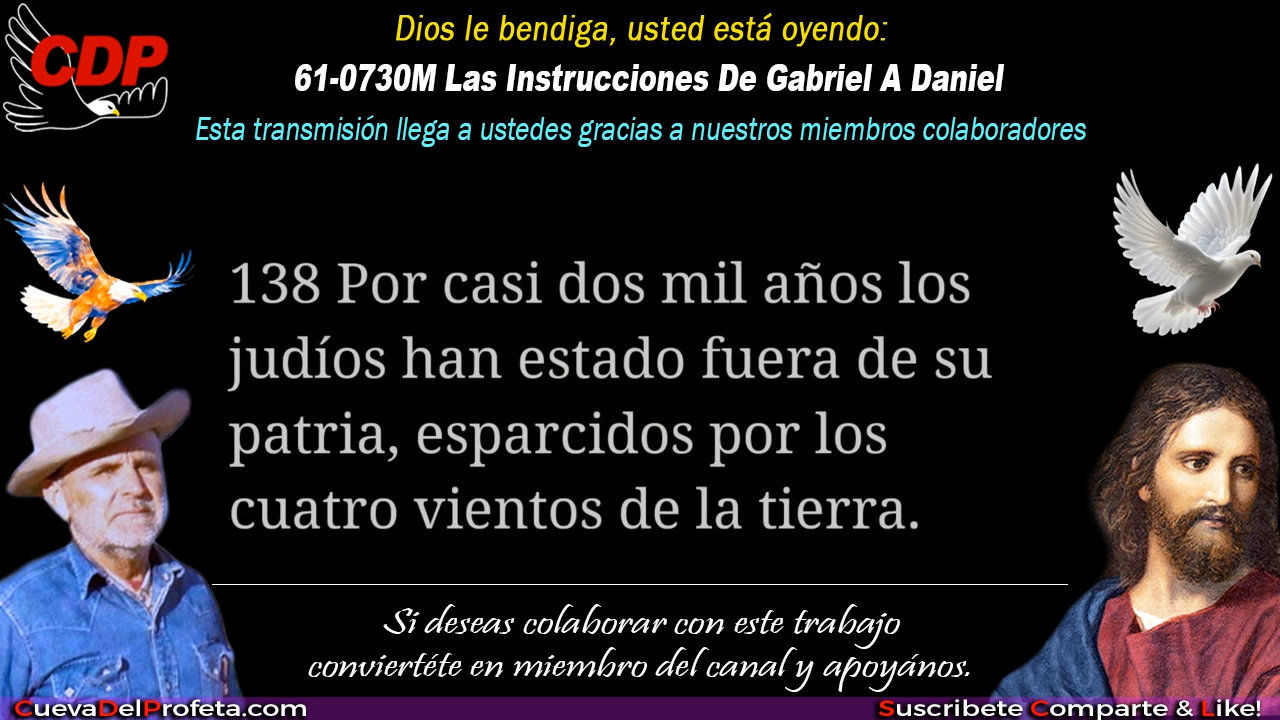 CDP
Dios le bendiga, usted está oyendo:
61-0730M Las Instrucciones De Gabriel A Daniel
Esta transmisión llega a ustedes gracias a nuestros miembros colaboradores
138 Por casi dos mil años los
judíos han estado fuera de su
patria, esparcidos por los
cuatro vientos de la tierra.
Si deseas colaborar con este trabajo
conviertéte en miembro del canal y apoyános.
CuevaDelProfeta.com
Suscribete Comparte & Like!